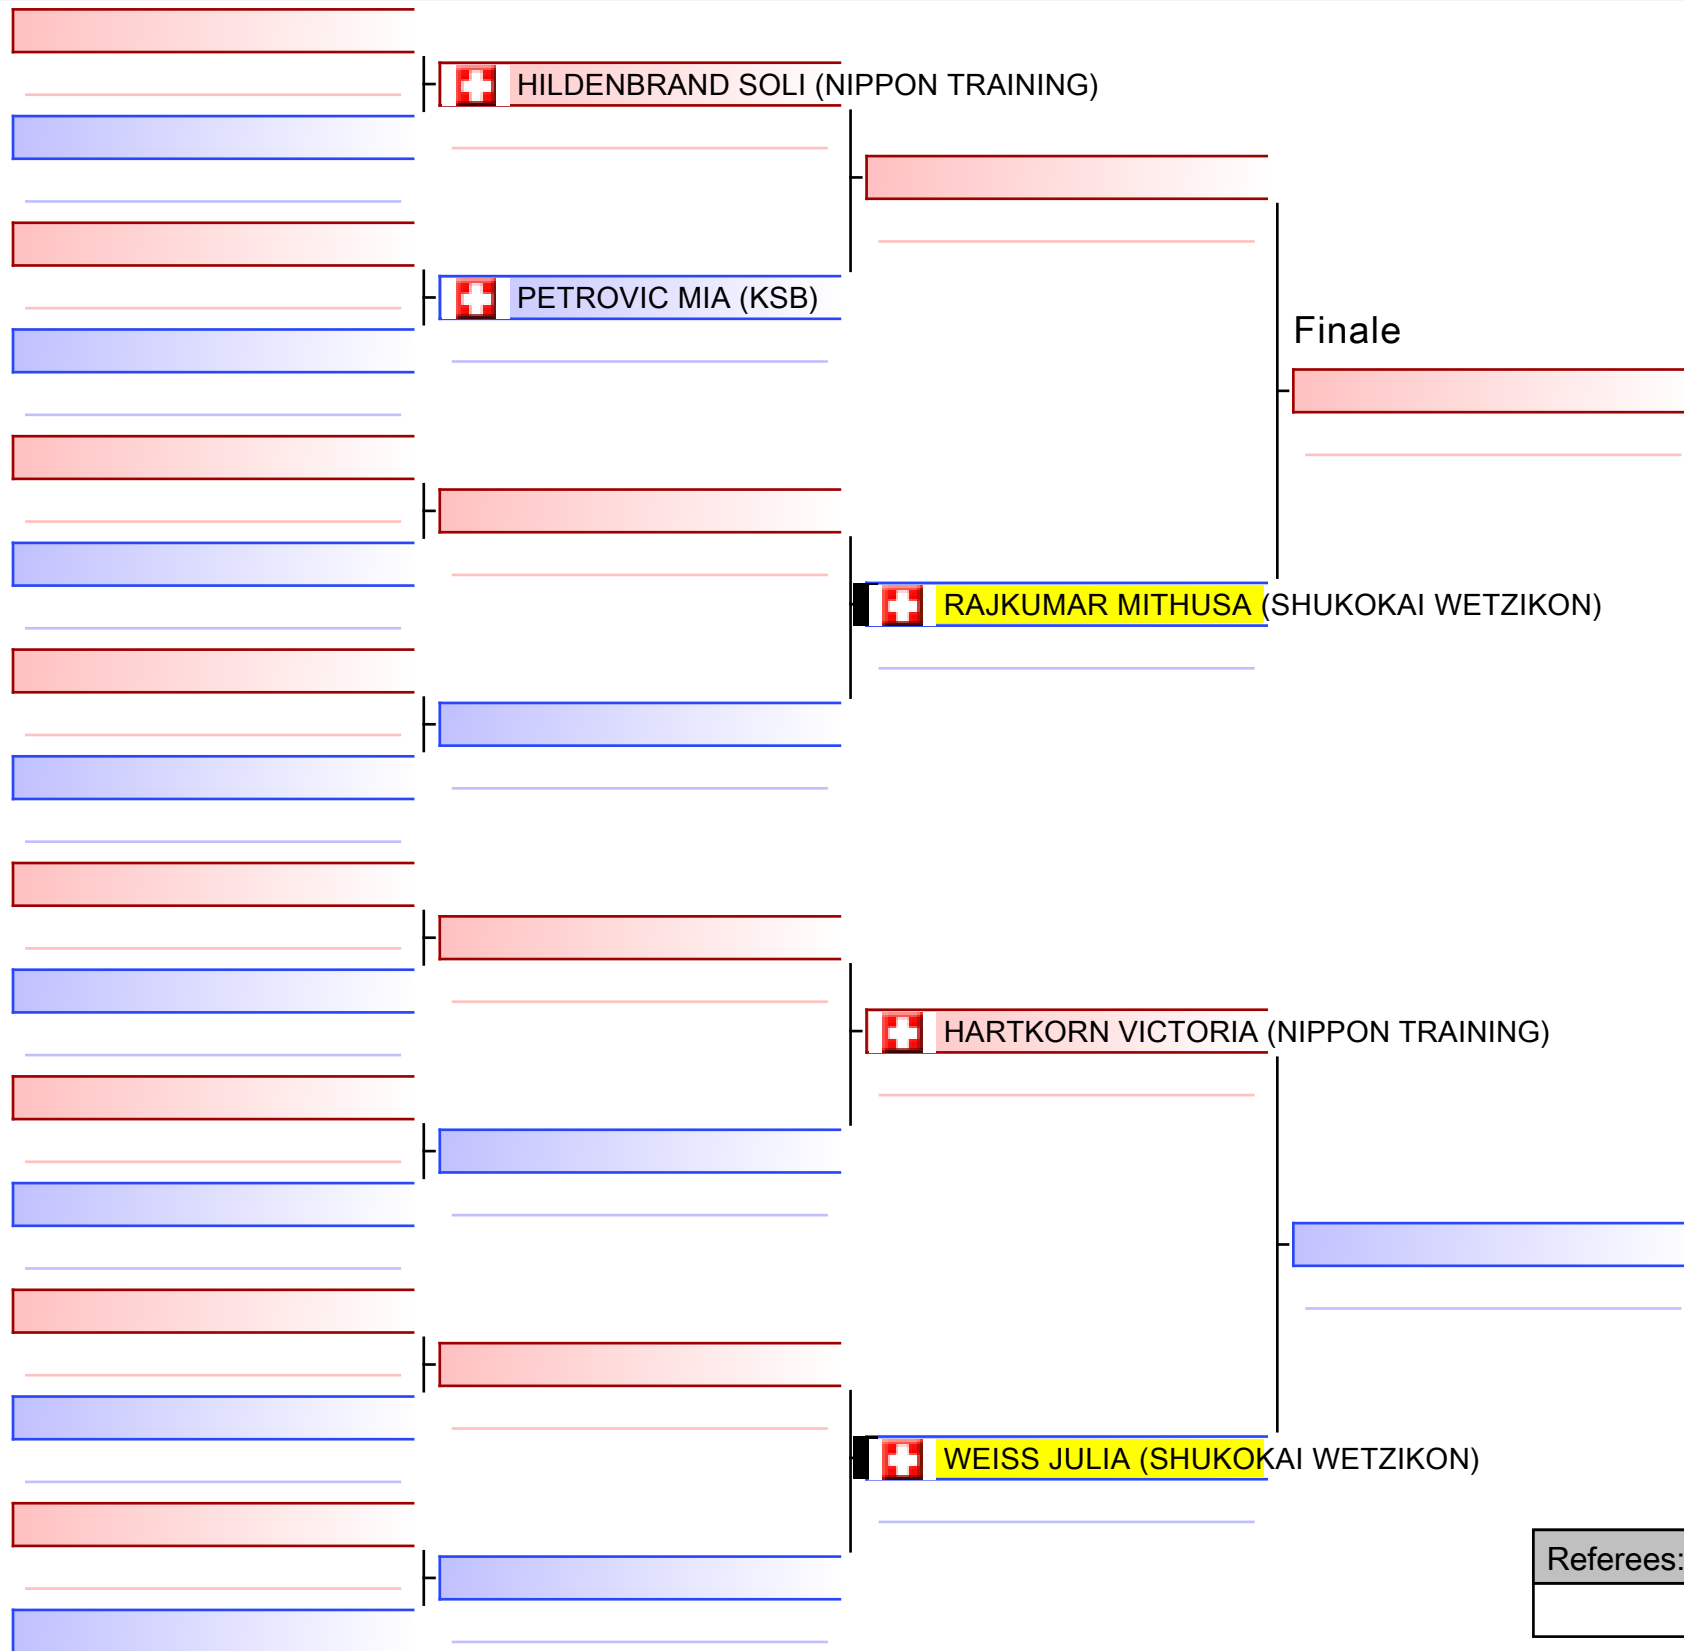 HILDENBRAND SOLI (NIPPON TRAINING)
PETROVIC MIA (KSB)
Finale
RAJKUMAR MITHUSA (SHUKOKAI WETZIKON)
HARTKORN VICTORIA (NIPPON TRAINING)
WEISS JULIA (SHUKOKAI WETZIKON)
Referees: